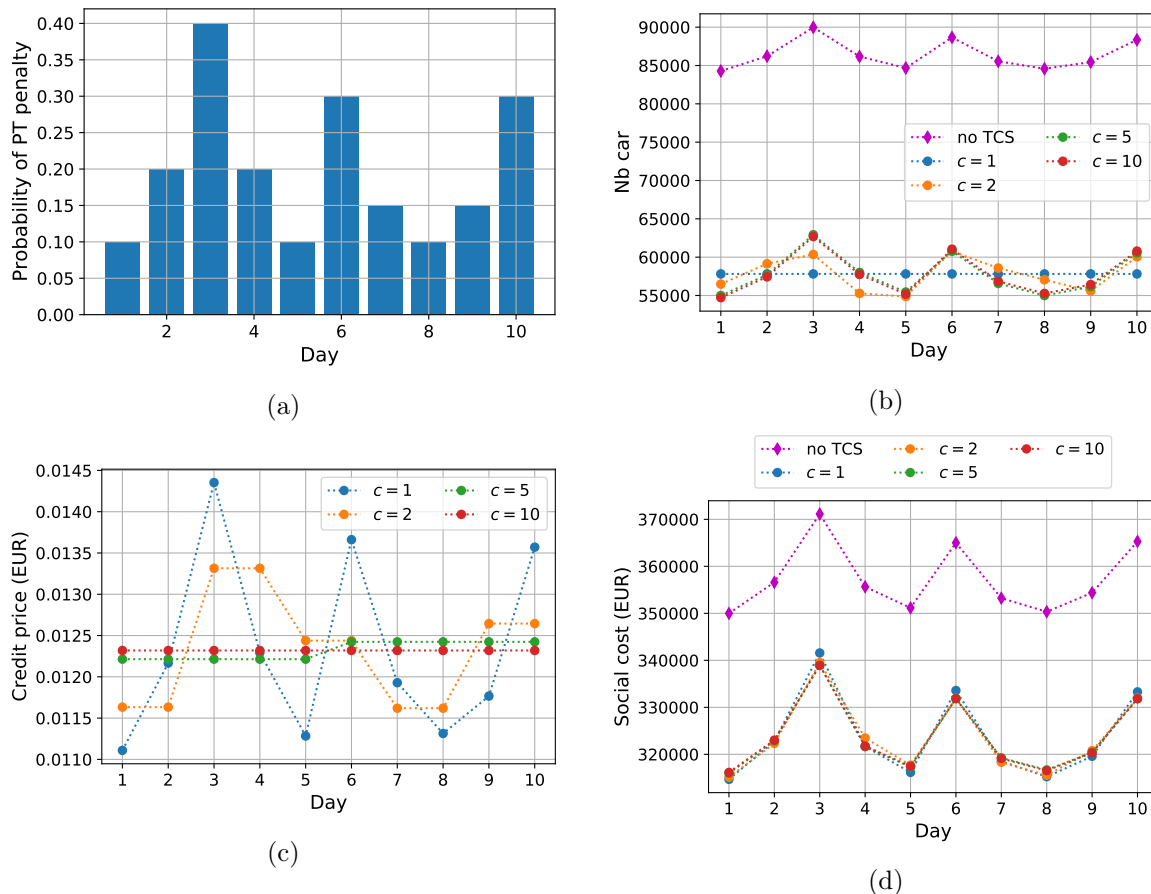 0.40
0.35
0.30
0.25
0.20
0.15
0.10
0.05
0.00
Probability of PT penalty
2 4 6 8 10
Day
(a)
90000
85000
80000
75000
70000
65000
60000
55000
Nb car
no TCS
c = 1
c = 2
c = 5
c = 10
1 2 3 4 5 6 7 8 9 10
Day
(b)
0.0145
0.0140
0.0135
0.0130
0.0125
0.0120
0.0115
0.0110
Credit price (EUR)
c = 1
c = 2
c = 5
c = 10
1 2 3 4 5 6 7 8 9 10
Day
(c)
no TCS
c = 1
c = 2
c = 5
c = 10
370000
360000
350000
340000
330000
320000
Social cost (EUR)
1 2 3 4 5 6 7 8 9 10
Day
(d)